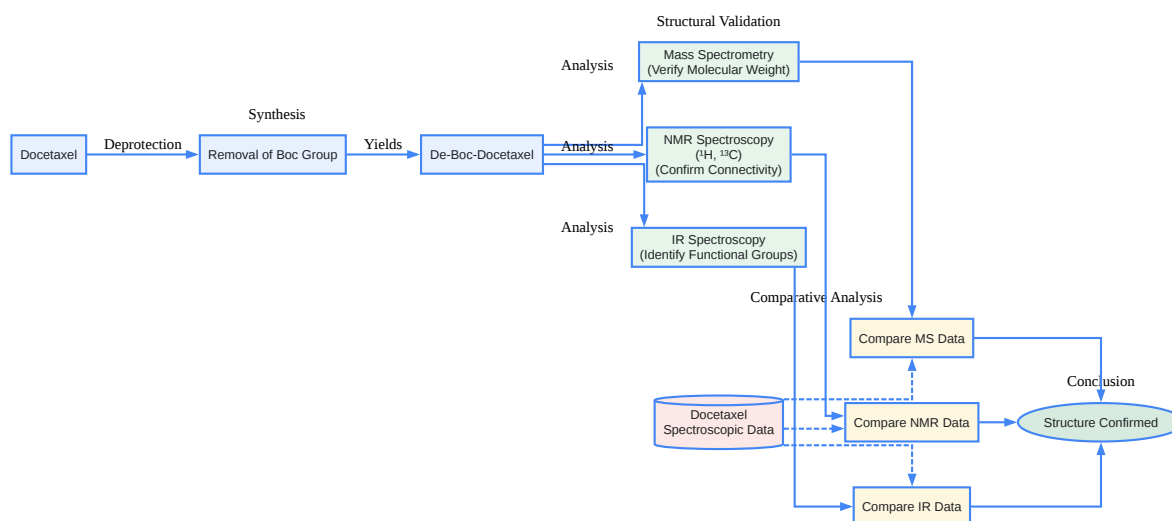 Structural Validation
Analysis
Mass Spectrometry
(Verify Molecular Weight)
Synthesis
Docetaxel
Deprotection
Removal of Boc Group
Yields
De-Boc-Docetaxel
Analysis
NMR Spectroscopy
(¹H, ¹³C)
(Confirm Connectivity)
Analysis
IR Spectroscopy
(Identify Functional Groups)
Comparative Analysis
Compare MS Data
Conclusion
Docetaxel
Spectroscopic Data
Compare NMR Data
Structure Confirmed
Compare IR Data